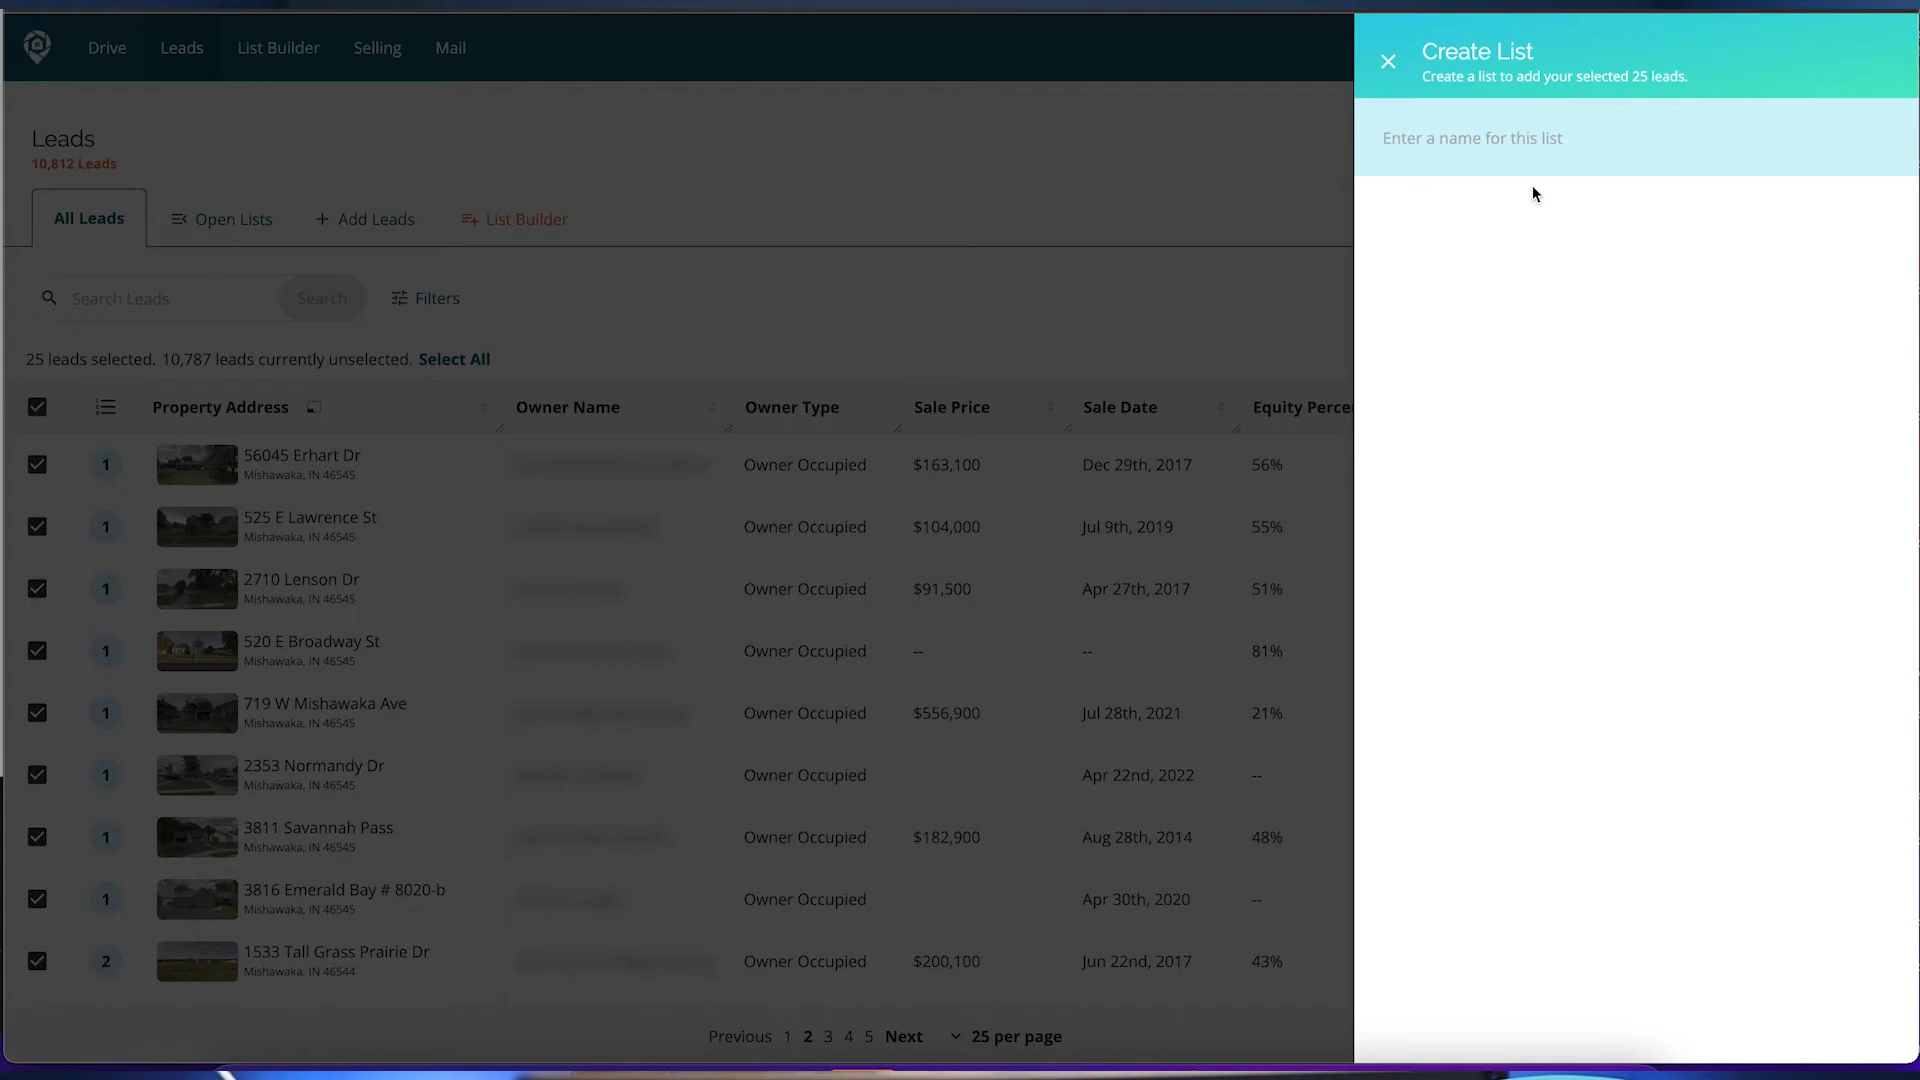 Drive Leads List Builder Selling Mail
Leads
10,812 Leads
All Leads Open Lists + Add Leads List Builder
Search Leads Search Filters
25 leads selected. 10,787 leads currently unselected. Select All
Property Address Owner Name Owner Type Sale Price Sale Date Equity Perce
1 56045 Erhart Dr Owner Occupied $163,100 Dec 29th, 2017 56%
Mishawaka, IN 46545
1 525 E Lawrence St Owner Occupied $104,000 Jul 9th, 2019 55%
Mishawaka, IN 46545
1 2710 Lenson Dr Owner Occupied $91,500 Apr 27th, 2017 51%
Mishawaka, IN 46545
1 520 E Broadway St Owner Occupied -- -- 81%
Mishawaka, IN 46545
1 719 W Mishawaka Ave Owner Occupied $556,900 Jul 28th, 2021 21%
Mishawaka, IN 46545
1 2353 Normandy Dr Owner Occupied Apr 22nd, 2022 --
Mishawaka, IN 46545
1 3811 Savannah Pass Owner Occupied $182,900 Aug 28th, 2014 48%
Mishawaka, IN 46545
1 3816 Emerald Bay # 8020-b Owner Occupied Apr 30th, 2020 --
Mishawaka, IN 46545
2 1533 Tall Grass Prairie Dr Owner Occupied $200,100 Jun 22nd, 2017 43%
Mishawaka, IN 46544
Previous 1 2 3 4 5 Next 25 per page
Create List
Create a list to add your selected 25 leads.
Enter a name for this list